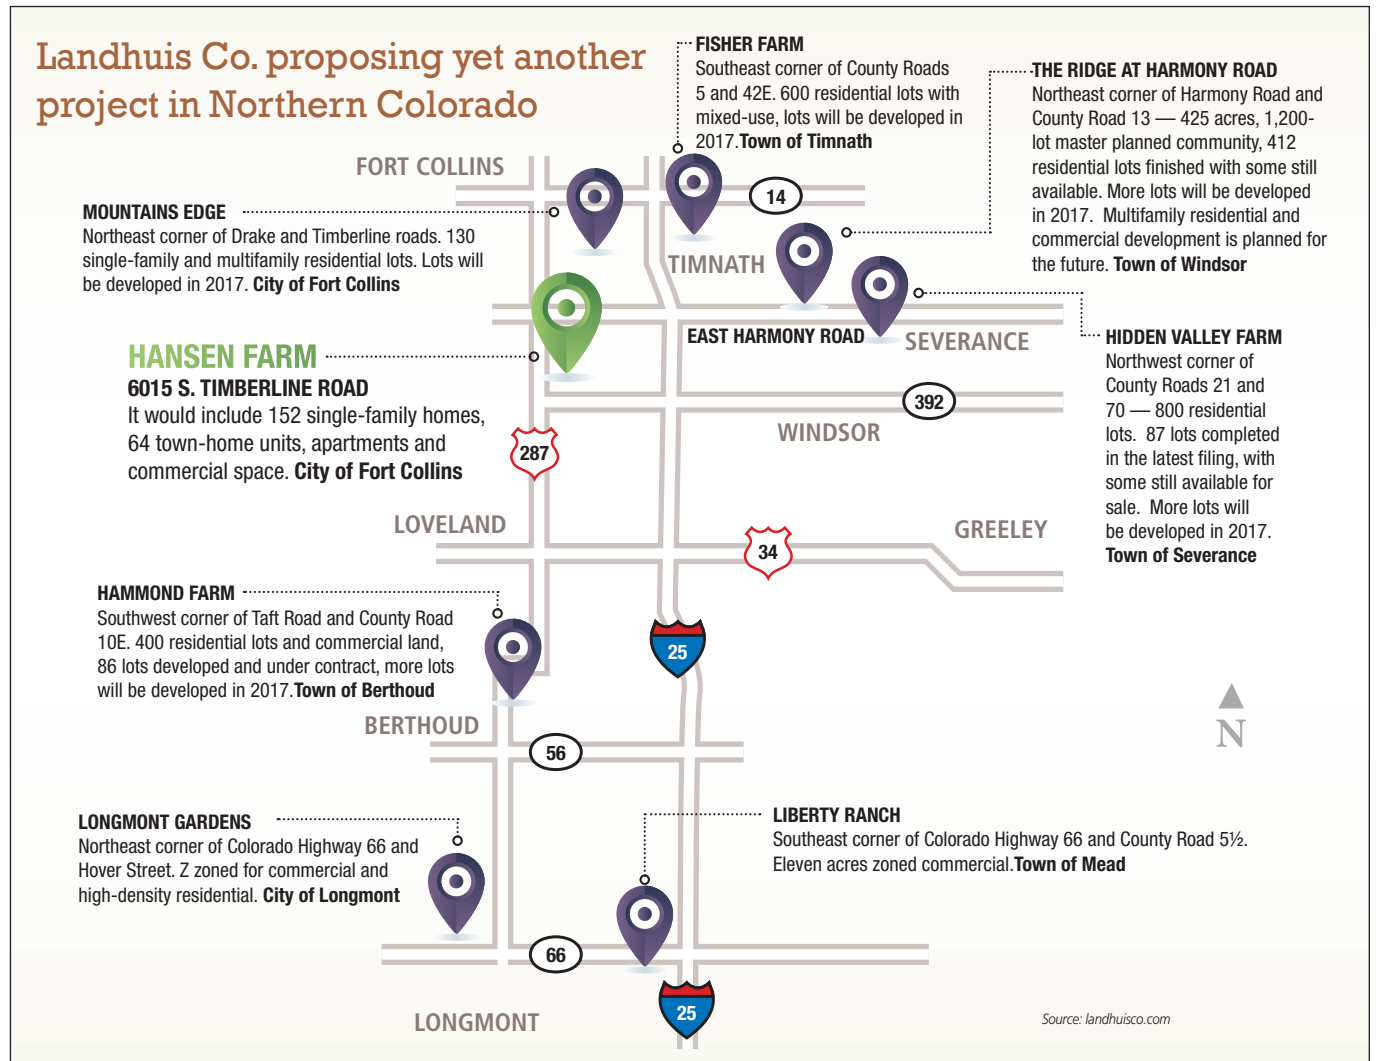 Landhuis Co. proposing yet another
project in Northern Colorado
FISHER FARM
Southeast corner of County Roads
5 and 42E. 600 residential lots with
mixed-use, lots will be developed in
2017.Town of Timnath
THE RIDGE AT HARMONY ROAD
Northeast corner of Harmony Road and
County Road 13 — 425 acres, 1,200-
lot master planned community, 412
residential lots finished with some still
available. More lots will be developed
in 2017. Multifamily residential and
commercial development is planned for
the future. Town of Windsor
FORT COLLINS
14
MOUNTAINS EDGE
Northeast corner of Drake and Timberline roads. 130
single-family and multifamily residential lots. Lots will
be developed in 2017. City of Fort Collins
TIMNATH
EAST HARMONY ROAD
SEVERANCE
HIDDEN VALLEY FARM
Northwest corner of
County Roads 21 and
70 — 800 residential
lots. 87 lots completed
in the latest filing, with
some still available for
sale. More lots will
be developed in 2017.
Town of Severance
HANSEN FARM
6015 S. TIMBERLINE ROAD
It would include 152 single-family homes,
64 town-home units, apartments and
commercial space. City of Fort Collins
392
WINDSOR
287
LOVELAND
GREELEY
34
HAMMOND FARM
Southwest corner of Taft Road and County Road
10E. 400 residential lots and commercial land,
86 lots developed and under contract, more lots
will be developed in 2017.Town of Berthoud
25
BERTHOUD
56
N
LONGMONT GARDENS
Northeast corner of Colorado Highway 66 and
Hover Street. Z zoned for commercial and
high-density residential. City of Longmont
LIBERTY RANCH
Southeast corner of Colorado Highway 66 and County Road 5½.
Eleven acres zoned commercial.Town of Mead
66
25
LONGMONT
Source: landhuisco.com